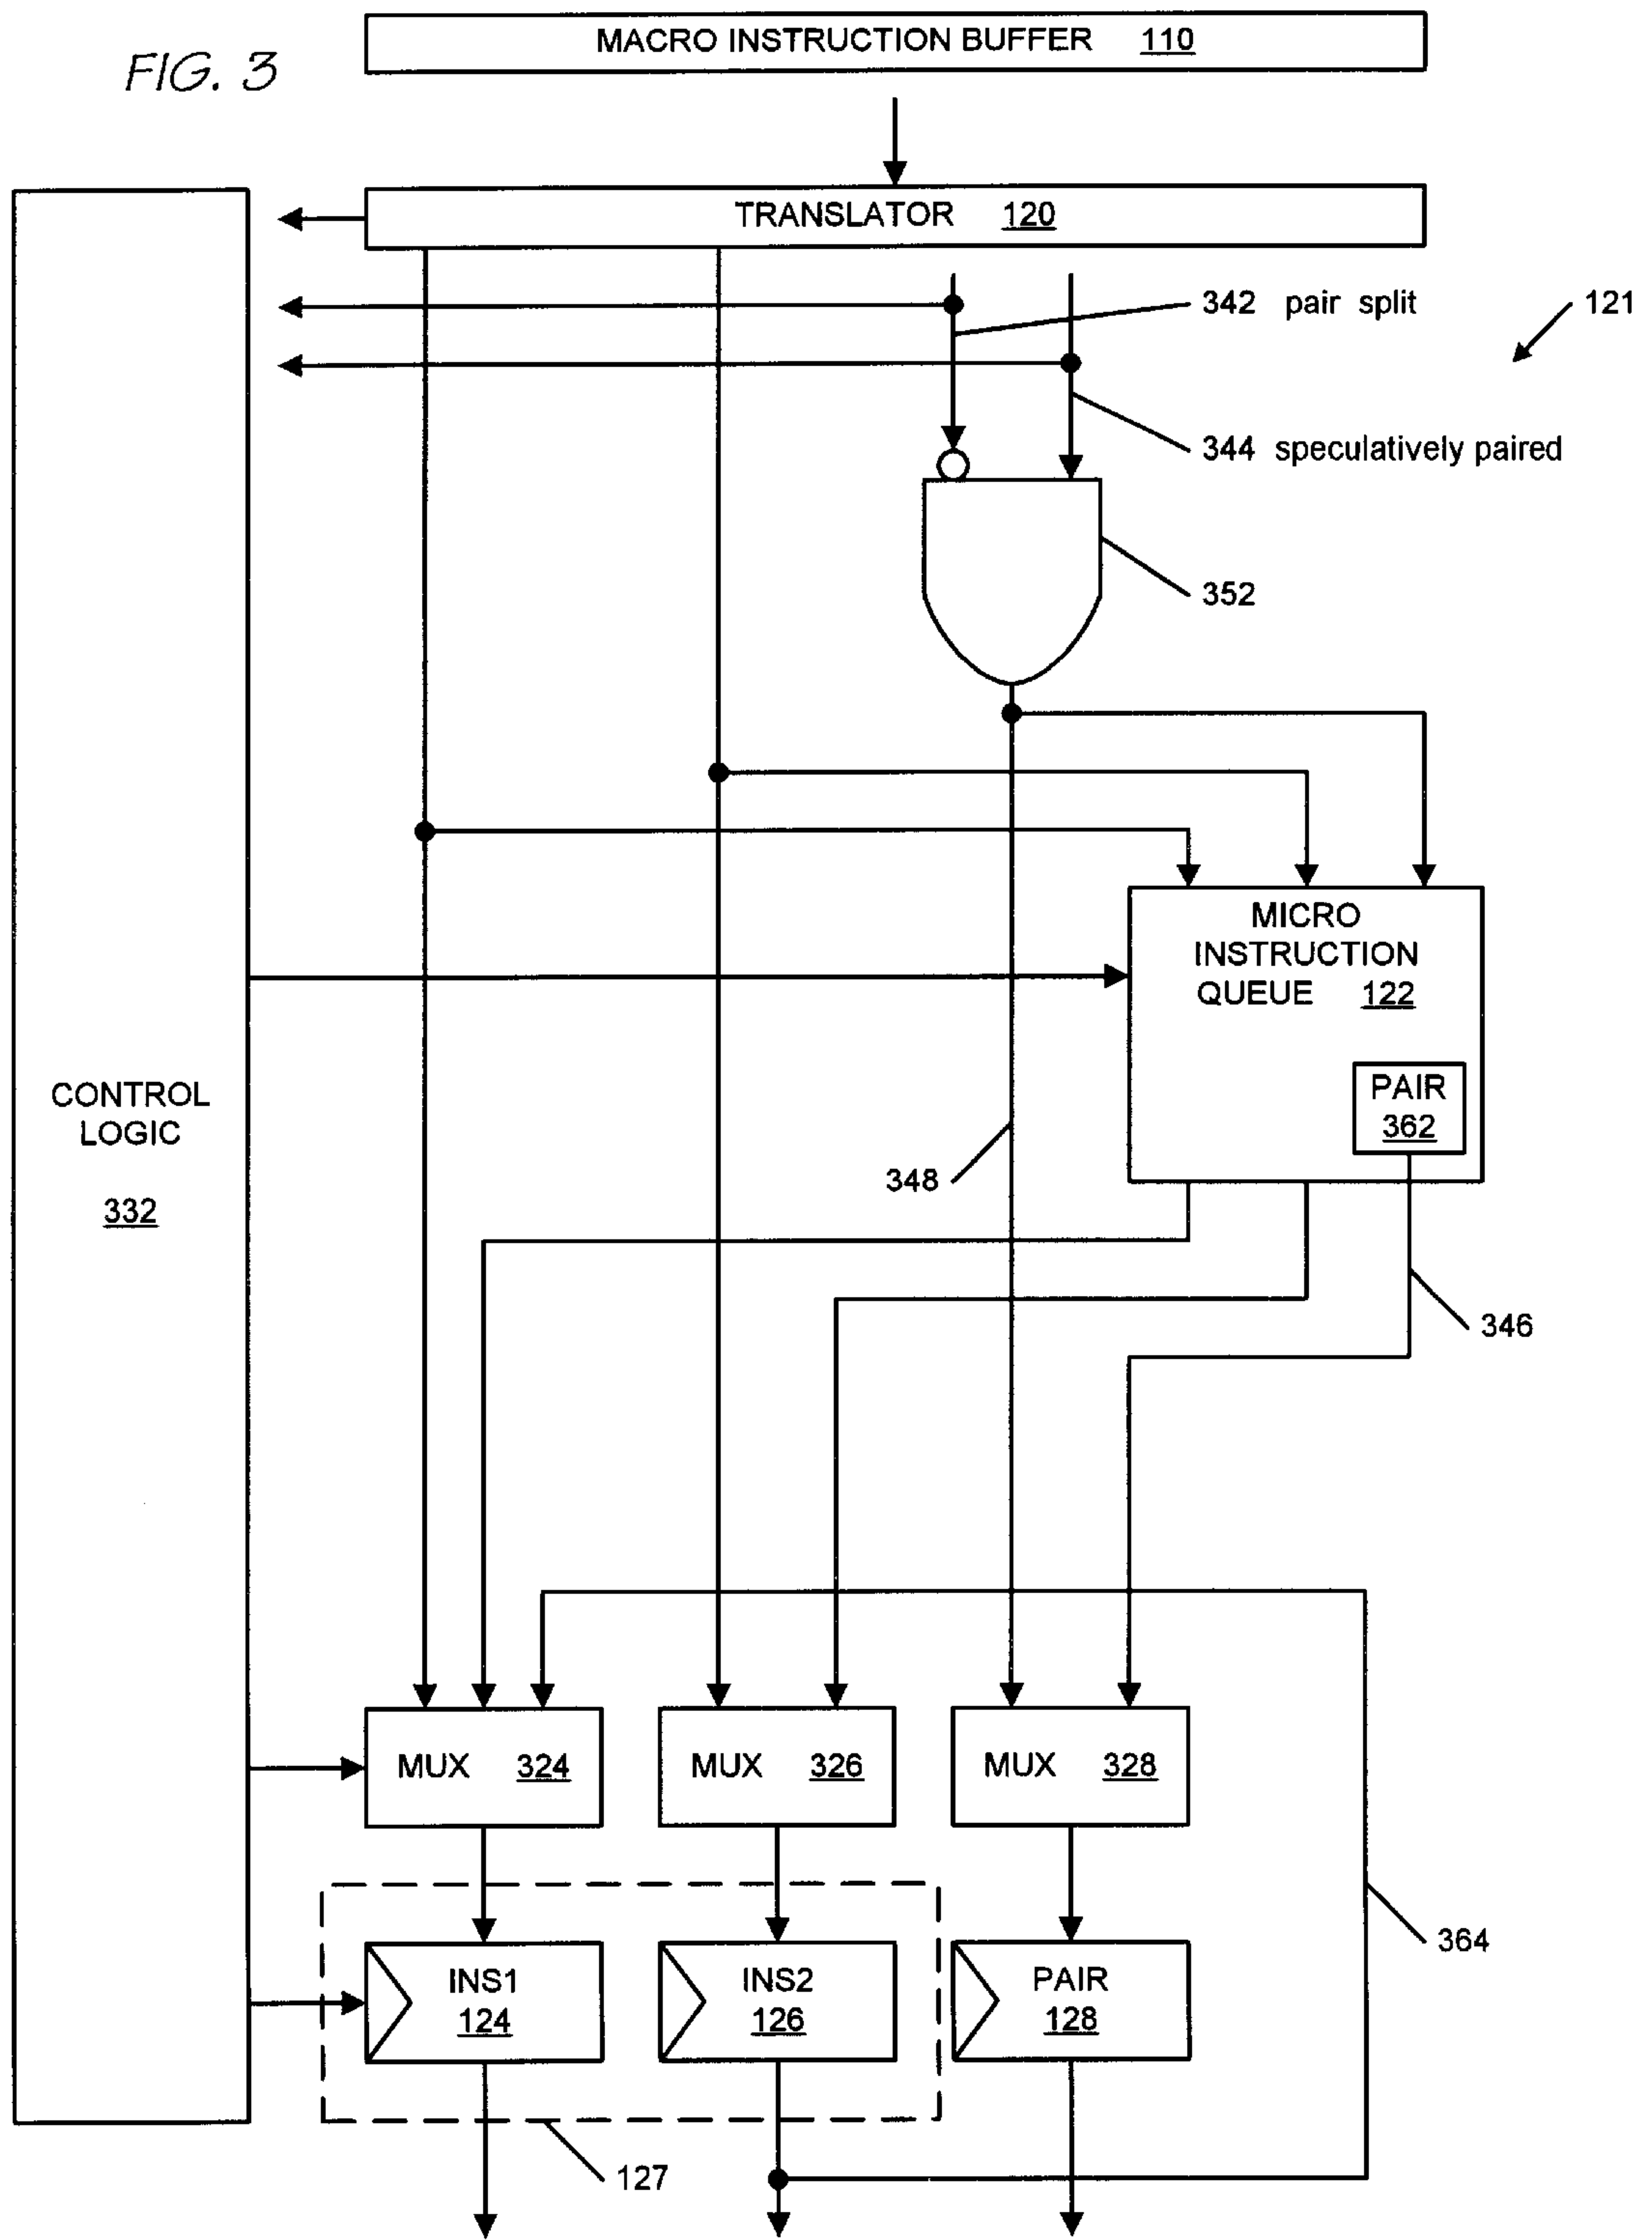 FIG. 3
MACRO INSTRUCTION BUFFER 110
TRANSLATOR 120
342 pair split
121
344 speculatively paired
352
MICRO
INSTRUCTION
QUEUE 122
PAIR
362
CONTROL
LOGIC
332
348
346
MUX 324
MUX 326
MUX 328
364
INS1
124
INS2
126
PAIR
128
127